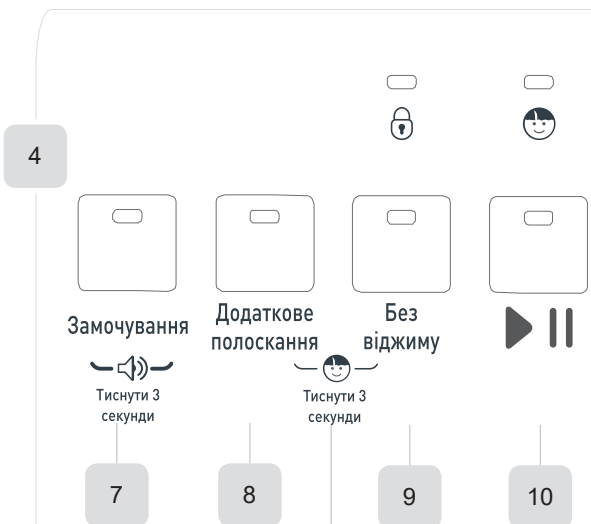 4
Замочування
Додаткове
полоскання
Без
віджиму
Тиснути 3
секунди
Тиснути 3
секунди
7
8
9
10